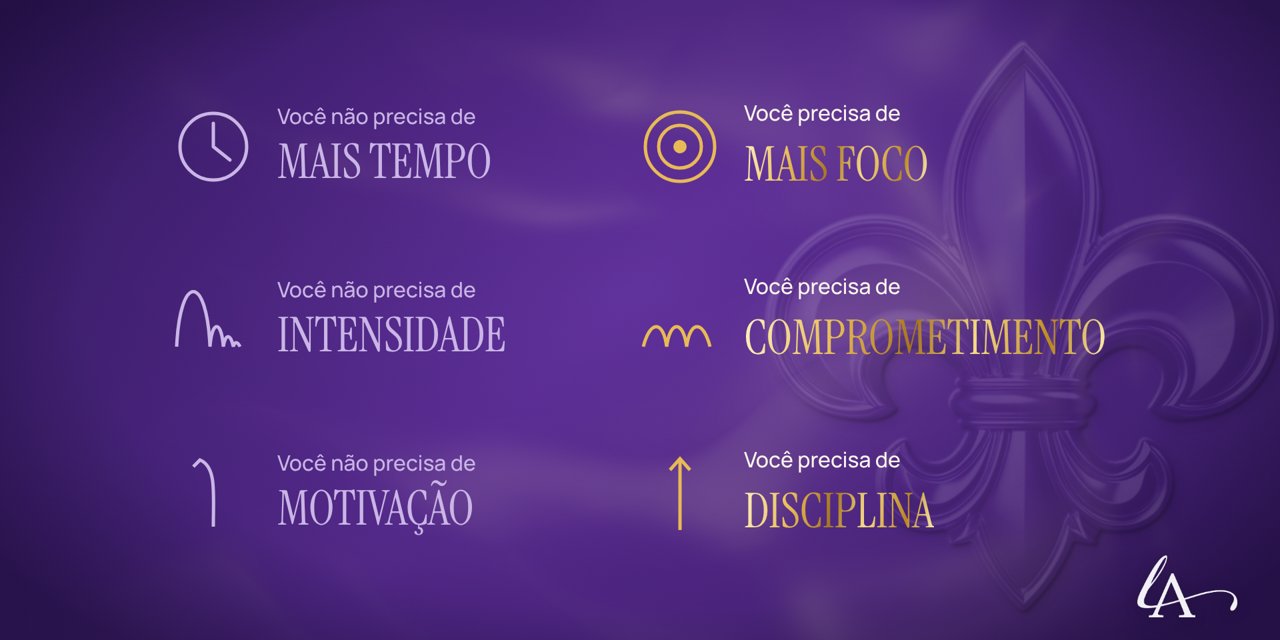 Você não precisa de
MAIS TEMPO
Você precisa de
MAIS FOCO
Você não precisa de
INTENSIDADE
Você precisa de
COMPROMETIMENTO
Você não precisa de
MOTIVAÇÃO
Você precisa de
DISCIPLINA
lA